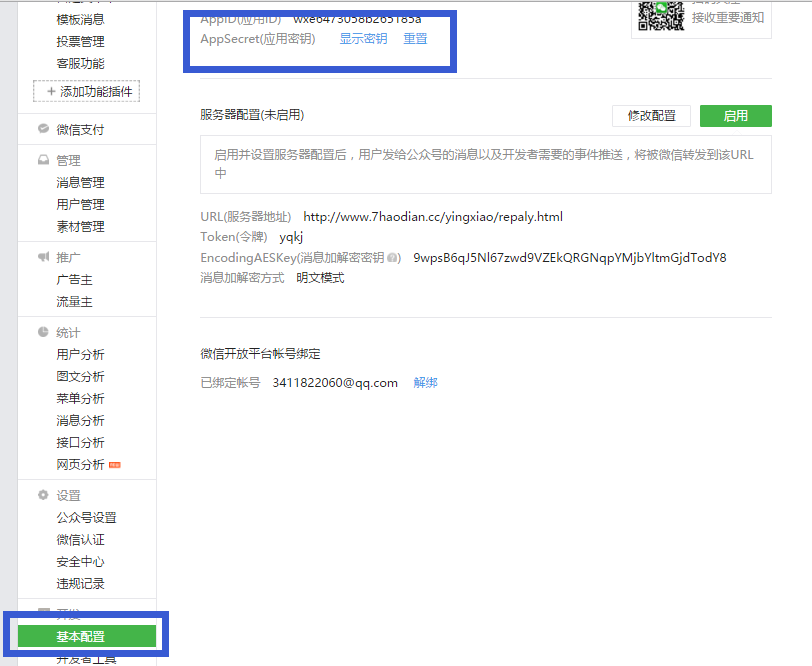 模板消息
投票管理
客服功能
+ 添加功能插件
微信支付
管理
消息管理
用户管理
素材管理
推广
广告主
流量主
统计
用户分析
图文分析
菜单分析
消息分析
接口分析
网页分析
设置
公众号设置
微信认证
安全中心
违规记录
开发
基本配置
开发者工具
AppID(应用ID) wxe6473058b265185a
AppSecret(应用密钥) 显示密钥 重置
接收重要通知
服务器配置(未启用) 修改配置 启用
启用并设置服务器配置后，用户发给公众号的消息以及开发者需要的事件推送，将被微信转发到该URL
中
URL(服务器地址) http://www.7haodian.cc/yingxiao/repaly.html
Token(令牌) yqkj
EncodingAESKey(消息加解密密钥) 9wpsB6qJ5Nl67zwd9VZEkQRGNqpYMjbYltmGjdTodY8
消息加解密方式 明文模式
微信开放平台帐号绑定
已绑定帐号 3411822060@qq.com 解绑